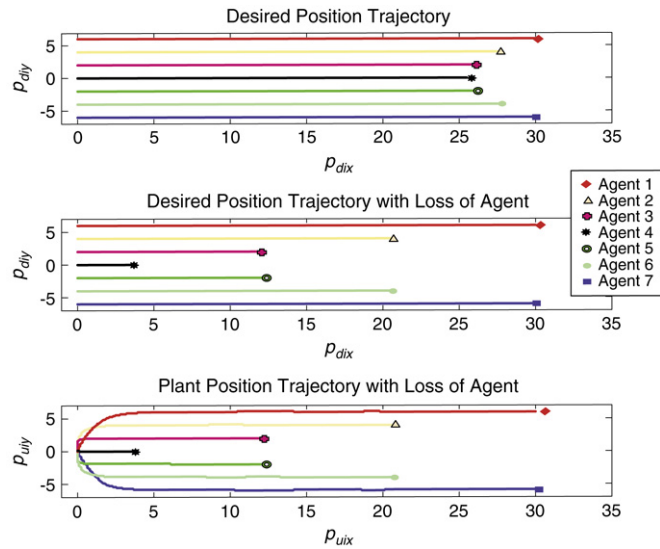 Desired Position Trajectory
5
0
-5
p_diy
0 5 10 15 20 25 30 35
p_dix
Desired Position Trajectory with Loss of Agent
5
0
-5
p_diy
0 5 10 15 20 25 30 35
p_dix
Agent 1
Agent 2
Agent 3
Agent 4
Agent 5
Agent 6
Agent 7
Plant Position Trajectory with Loss of Agent
5
0
-5
p_uiy
0 5 10 15 20 25 30 35
p_uix